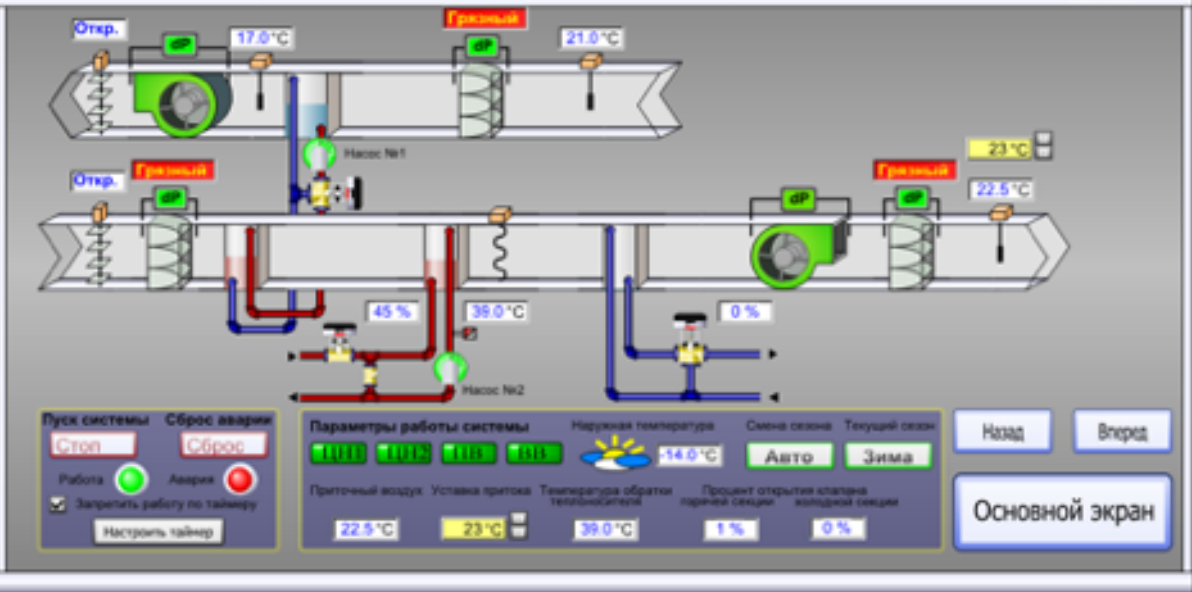 Откр.
dP
17.0°C
Грязный
dP
21.0°C
Насос №1
Откр.
Грязный
dP
dP
Грязный
dP
23°C
22.5°C
45 %
39.0°C
0 %
Насос №2
Пуск системы
Сброс аварии
Стоп
Сброс
Работа
Авария
Запретить работу по таймеру
Настроить таймер
Параметры работы системы
ЦН1
ЦН2
ПВ
ВВ
Наружная температура
-14.0°C
Смена сезона
Текущий сезон
Авто
Зима
Приточный воздух
Уставка притока
Температура обратки
теплоносителя
Процент открытия клапана
горячей секции
холодной секции
22.5°C
23°C
39.0°C
1 %
0 %
Назад
Вперед
Основной экран